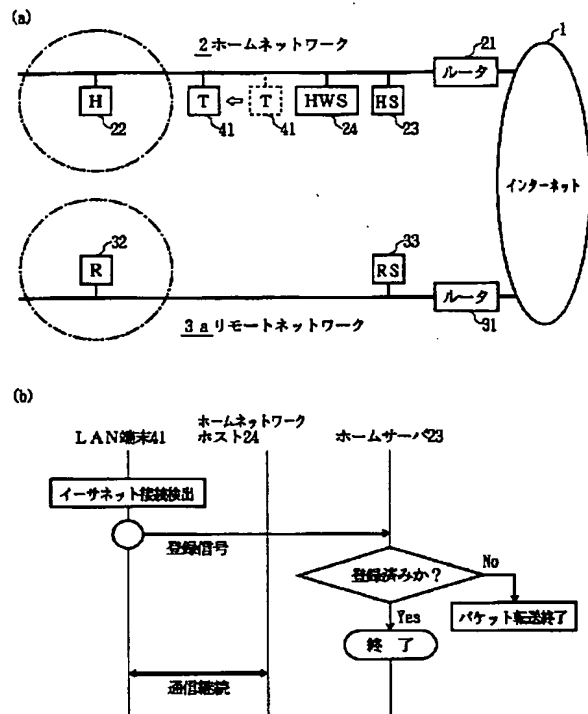 (a)
2ホームネットワーク
21
1
ルータ
H
T
⇦
T
HWS
HS
22
41
41
24
23
インターネット
32
33
R
RS
3aリモートネットワーク
ルータ
31
(b)
LAN端末41
ホームネットワーク
ホスト24
ホームサーバ23
イーサネット接続検出
登録信号
登録済みか?
No
Yes
パケット転送終了
終了
通信継続